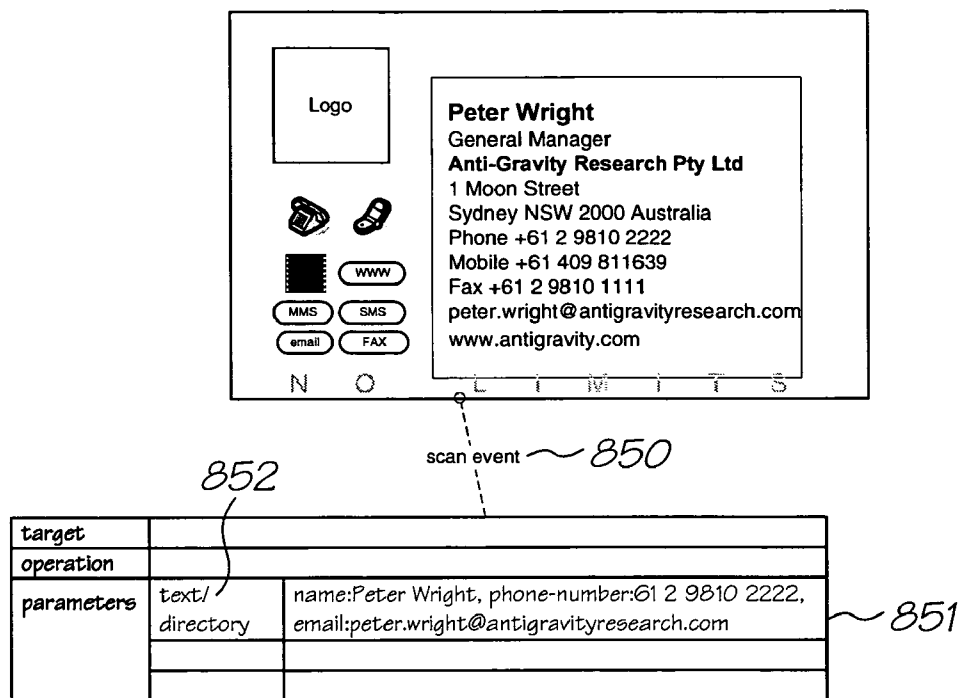 Logo
Peter Wright
General Manager
Anti-Gravity Research Pty Ltd
1 Moon Street
Sydney NSW 2000 Australia
Phone +61 2 9810 2222
Mobile +61 409 811639
Fax +61 2 9810 1111
peter.wright@antigravityresearch.com
www.antigravity.com
WWW
MMS SMS
email FAX
NO LIMITS
scan event 850
852
target
operation
parameters
text/
directory
name:Peter Wright, phone-number:61 2 9810 2222,
email:peter.wright@antigravityresearch.com
851